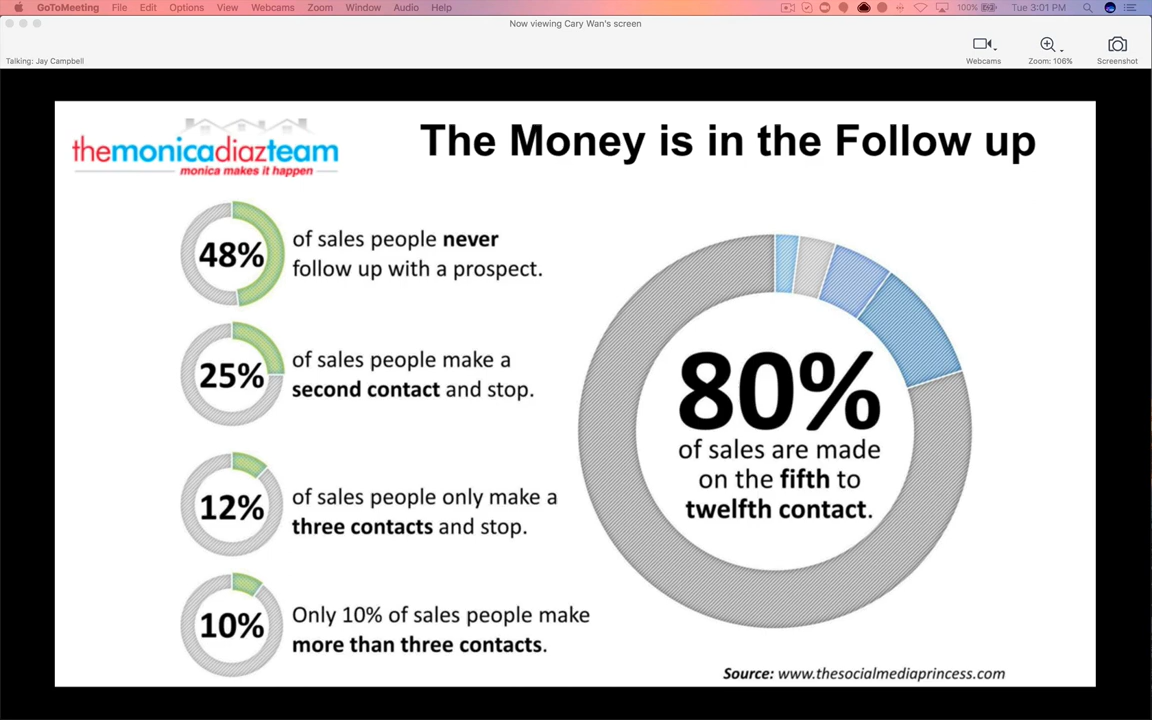 GoToMeeting File Edit Options View Webcams Zoom Window Audio Help 100% Tue 3:01 PM
Now viewing Cary Wan's screen
Talking: Jay Campbell
Webcams
Zoom: 106%
Screenshot
themonicadiazteam
monica makes it happen
The Money is in the Follow up
48%
of sales people never
follow up with a prospect.
25%
of sales people make a
second contact and stop.
12%
of sales people only make a
three contacts and stop.
10%
Only 10% of sales people make
more than three contacts.
80%
of sales are made
on the fifth to
twelfth contact.
Source: www.thesocialmediaprincess.com